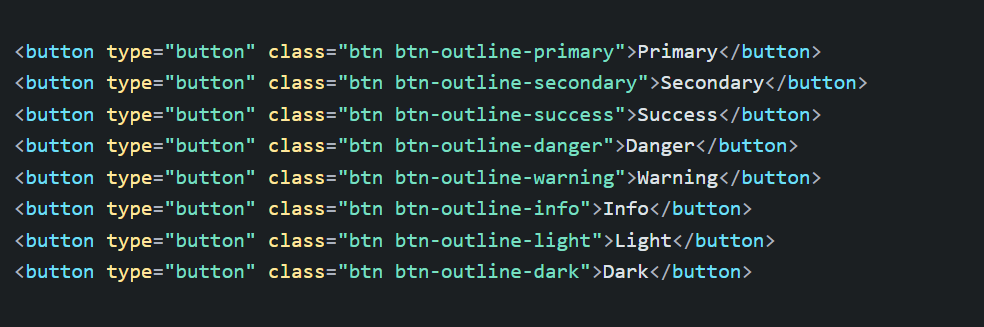 <button type="button" class="btn btn-outline-primary">Primary</button>
<button type="button" class="btn btn-outline-secondary">Secondary</button>
<button type="button" class="btn btn-outline-success">Success</button>
<button type="button" class="btn btn-outline-danger">Danger</button>
<button type="button" class="btn btn-outline-warning">Warning</button>
<button type="button" class="btn btn-outline-info">Info</button>
<button type="button" class="btn btn-outline-light">Light</button>
<button type="button" class="btn btn-outline-dark">Dark</button>